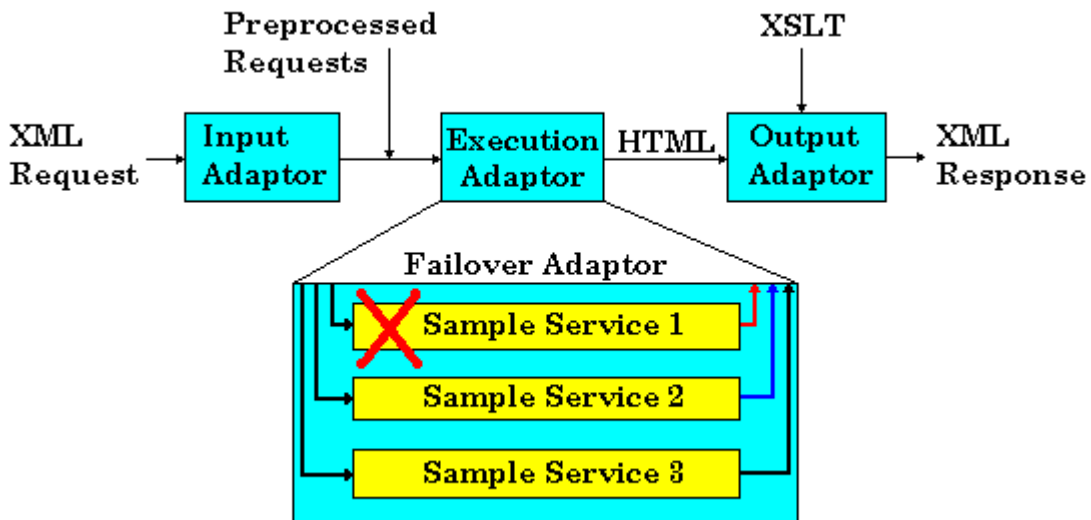 Preprocessed
Requests
XSLT
XML
Request
Input
Adaptor
Execution
Adaptor
HTML
Output
Adaptor
XML
Response
Failover Adaptor
Sample Service 1
Sample Service 2
Sample Service 3